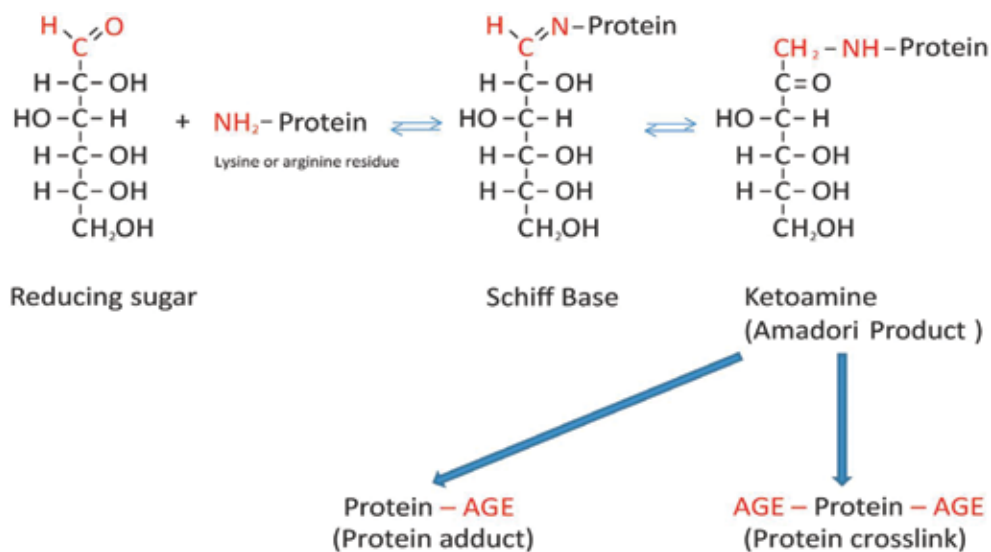 H O H N – Protein
C C CH₂ – NH – Protein
H – C – OH H – C – OH C = O
HO – C – H + NH₂ – Protein HO – C – H HO – C – H
Lysine or arginine residue
H – C – OH H – C – OH H – C – OH
H – C – OH H – C – OH H – C – OH
CH₂OH CH₂OH CH₂OH
Reducing sugar Schiff Base Ketoamine
(Amadori Product )
Protein – AGE AGE – Protein – AGE
(Protein adduct) (Protein crosslink)